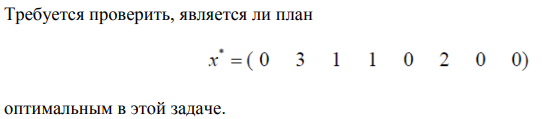 Требуется проверить, является ли план
x* = ( 0 3 1 1 0 2 0 0)
оптимальным в этой задаче.